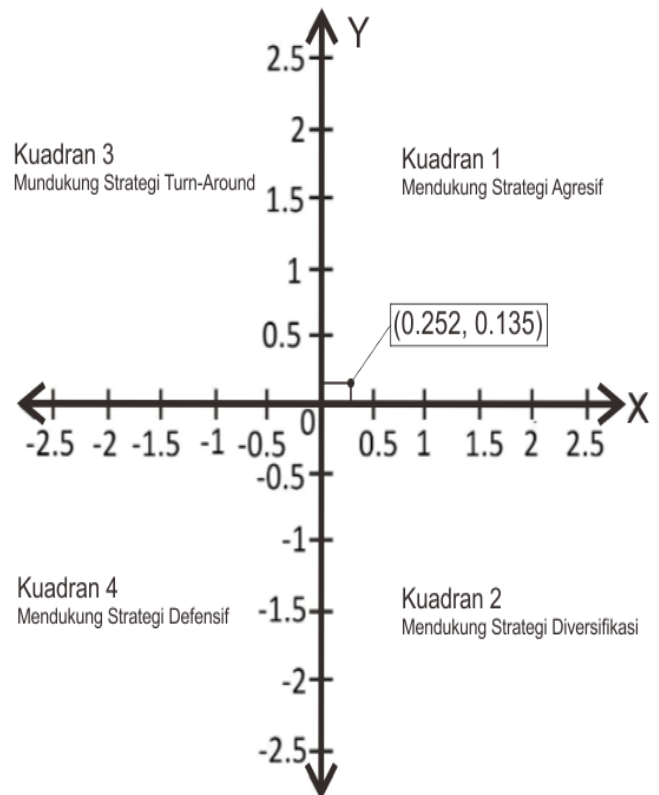 Y
2.5
2
1.5
1
0.5
Kuadran 3
Mundukung Strategi Turn-Around
Kuadran 1
Mendukung Strategi Agresif
(0.252, 0.135)
X
-2.5 -2 -1.5 -1 -0.5 0 0.5 1 1.5 2 2.5
-0.5
-1
-1.5
-2
-2.5
Kuadran 4
Mendukung Strategi Defensif
Kuadran 2
Mendukung Strategi Diversifikasi